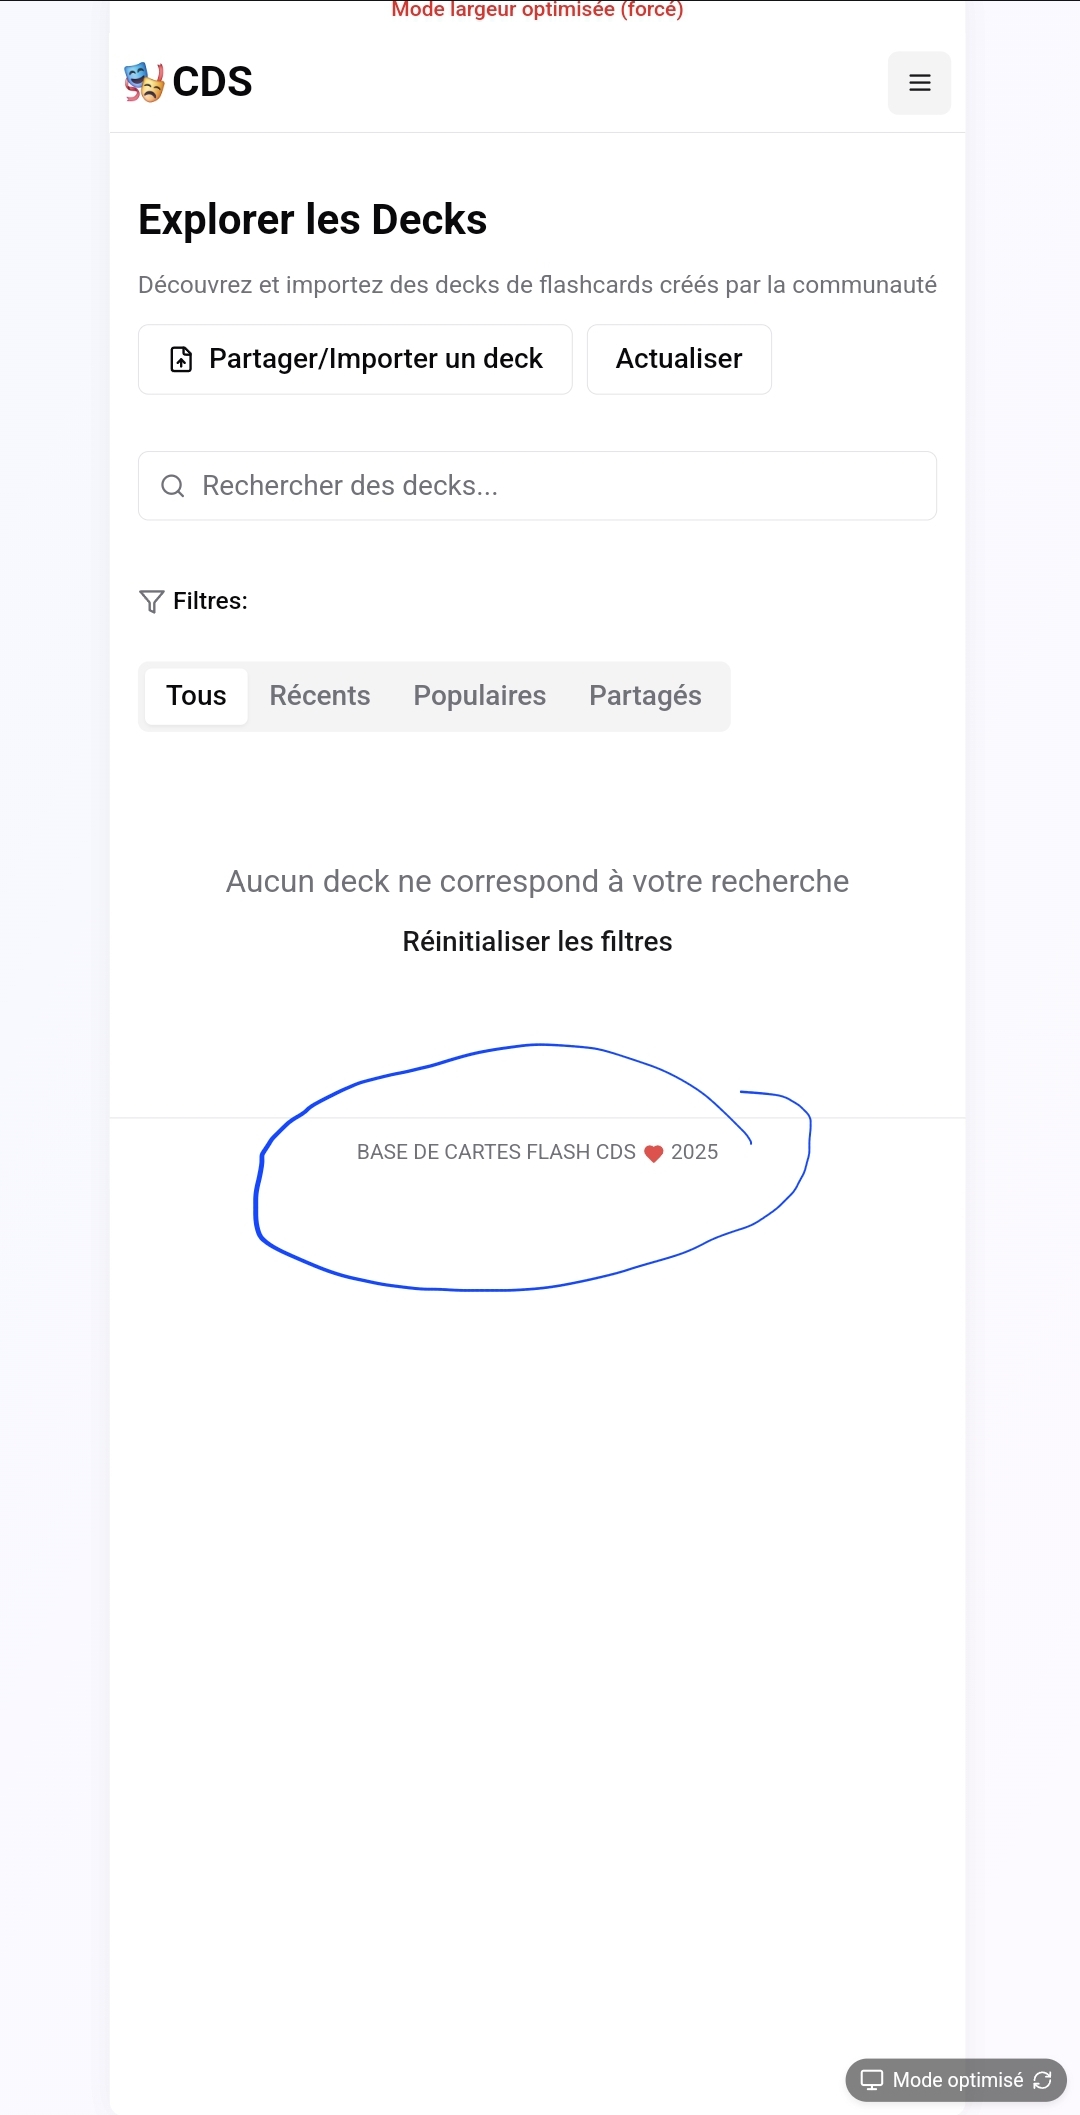 Mode largeur optimisée (forcé)
CDS
Explorer les Decks
Découvrez et importez des decks de flashcards créés par la communauté
Partager/Importer un deck
Actualiser
Rechercher des decks...
Filtres:
Tous Récents Populaires Partagés
Aucun deck ne correspond à votre recherche
Réinitialiser les filtres
BASE DE CARTES FLASH CDS ❤️ 2025
Mode optimisé